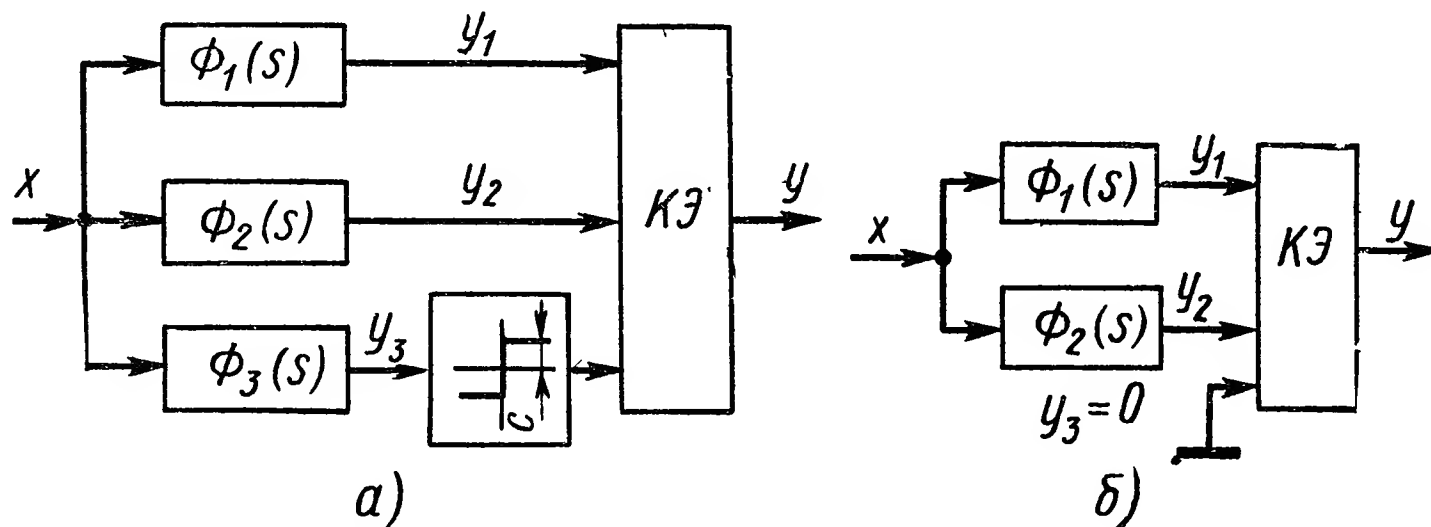 x
Φ₁(s)
y₁
Φ₂(s)
y₂
Φ₃(s)
y₃
c
КЭ
y
а)
x
Φ₁(s)
y₁
Φ₂(s)
y₂
y₃ = 0
КЭ
y
б)